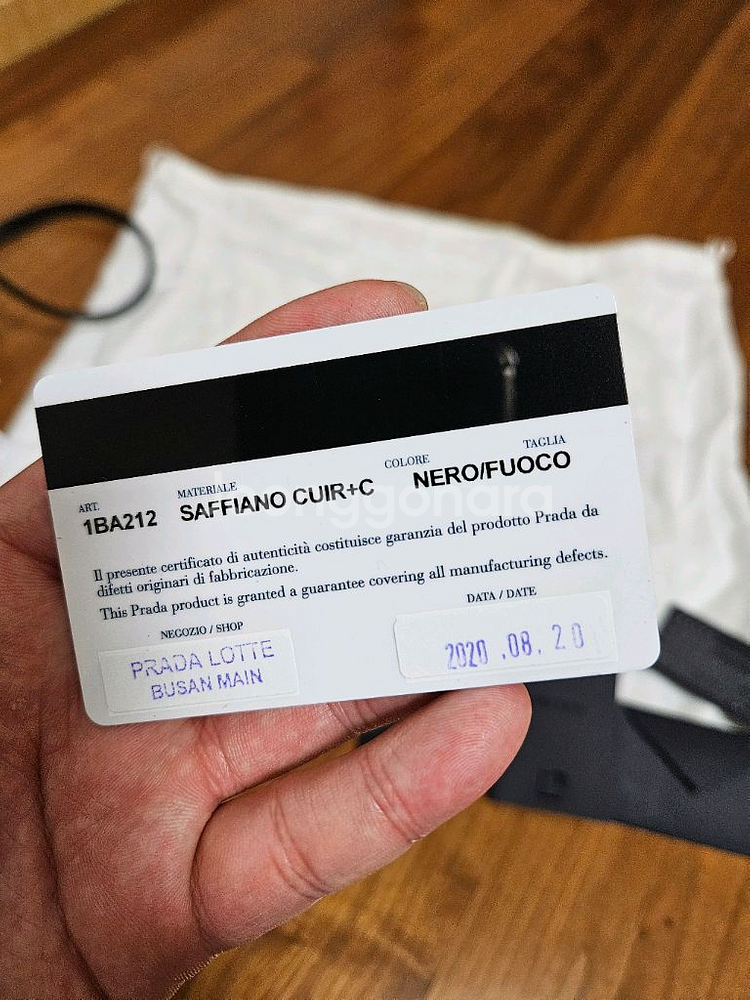 ART.
MATERIALE
COLORE
TAGLIA
1BA212
SAFFIANO CUIR+C
NERO/FUOCO
Il presente certificato di autenticità costituisce garanzia del prodotto Prada da
difetti originari di fabbricazione.
This Prada product is granted a guarantee covering all manufacturing defects.
NEGOZIO / SHOP
DATA / DATE
PRADA LOTTE
BUSAN MAIN
2020 .08. 20
joonggonara